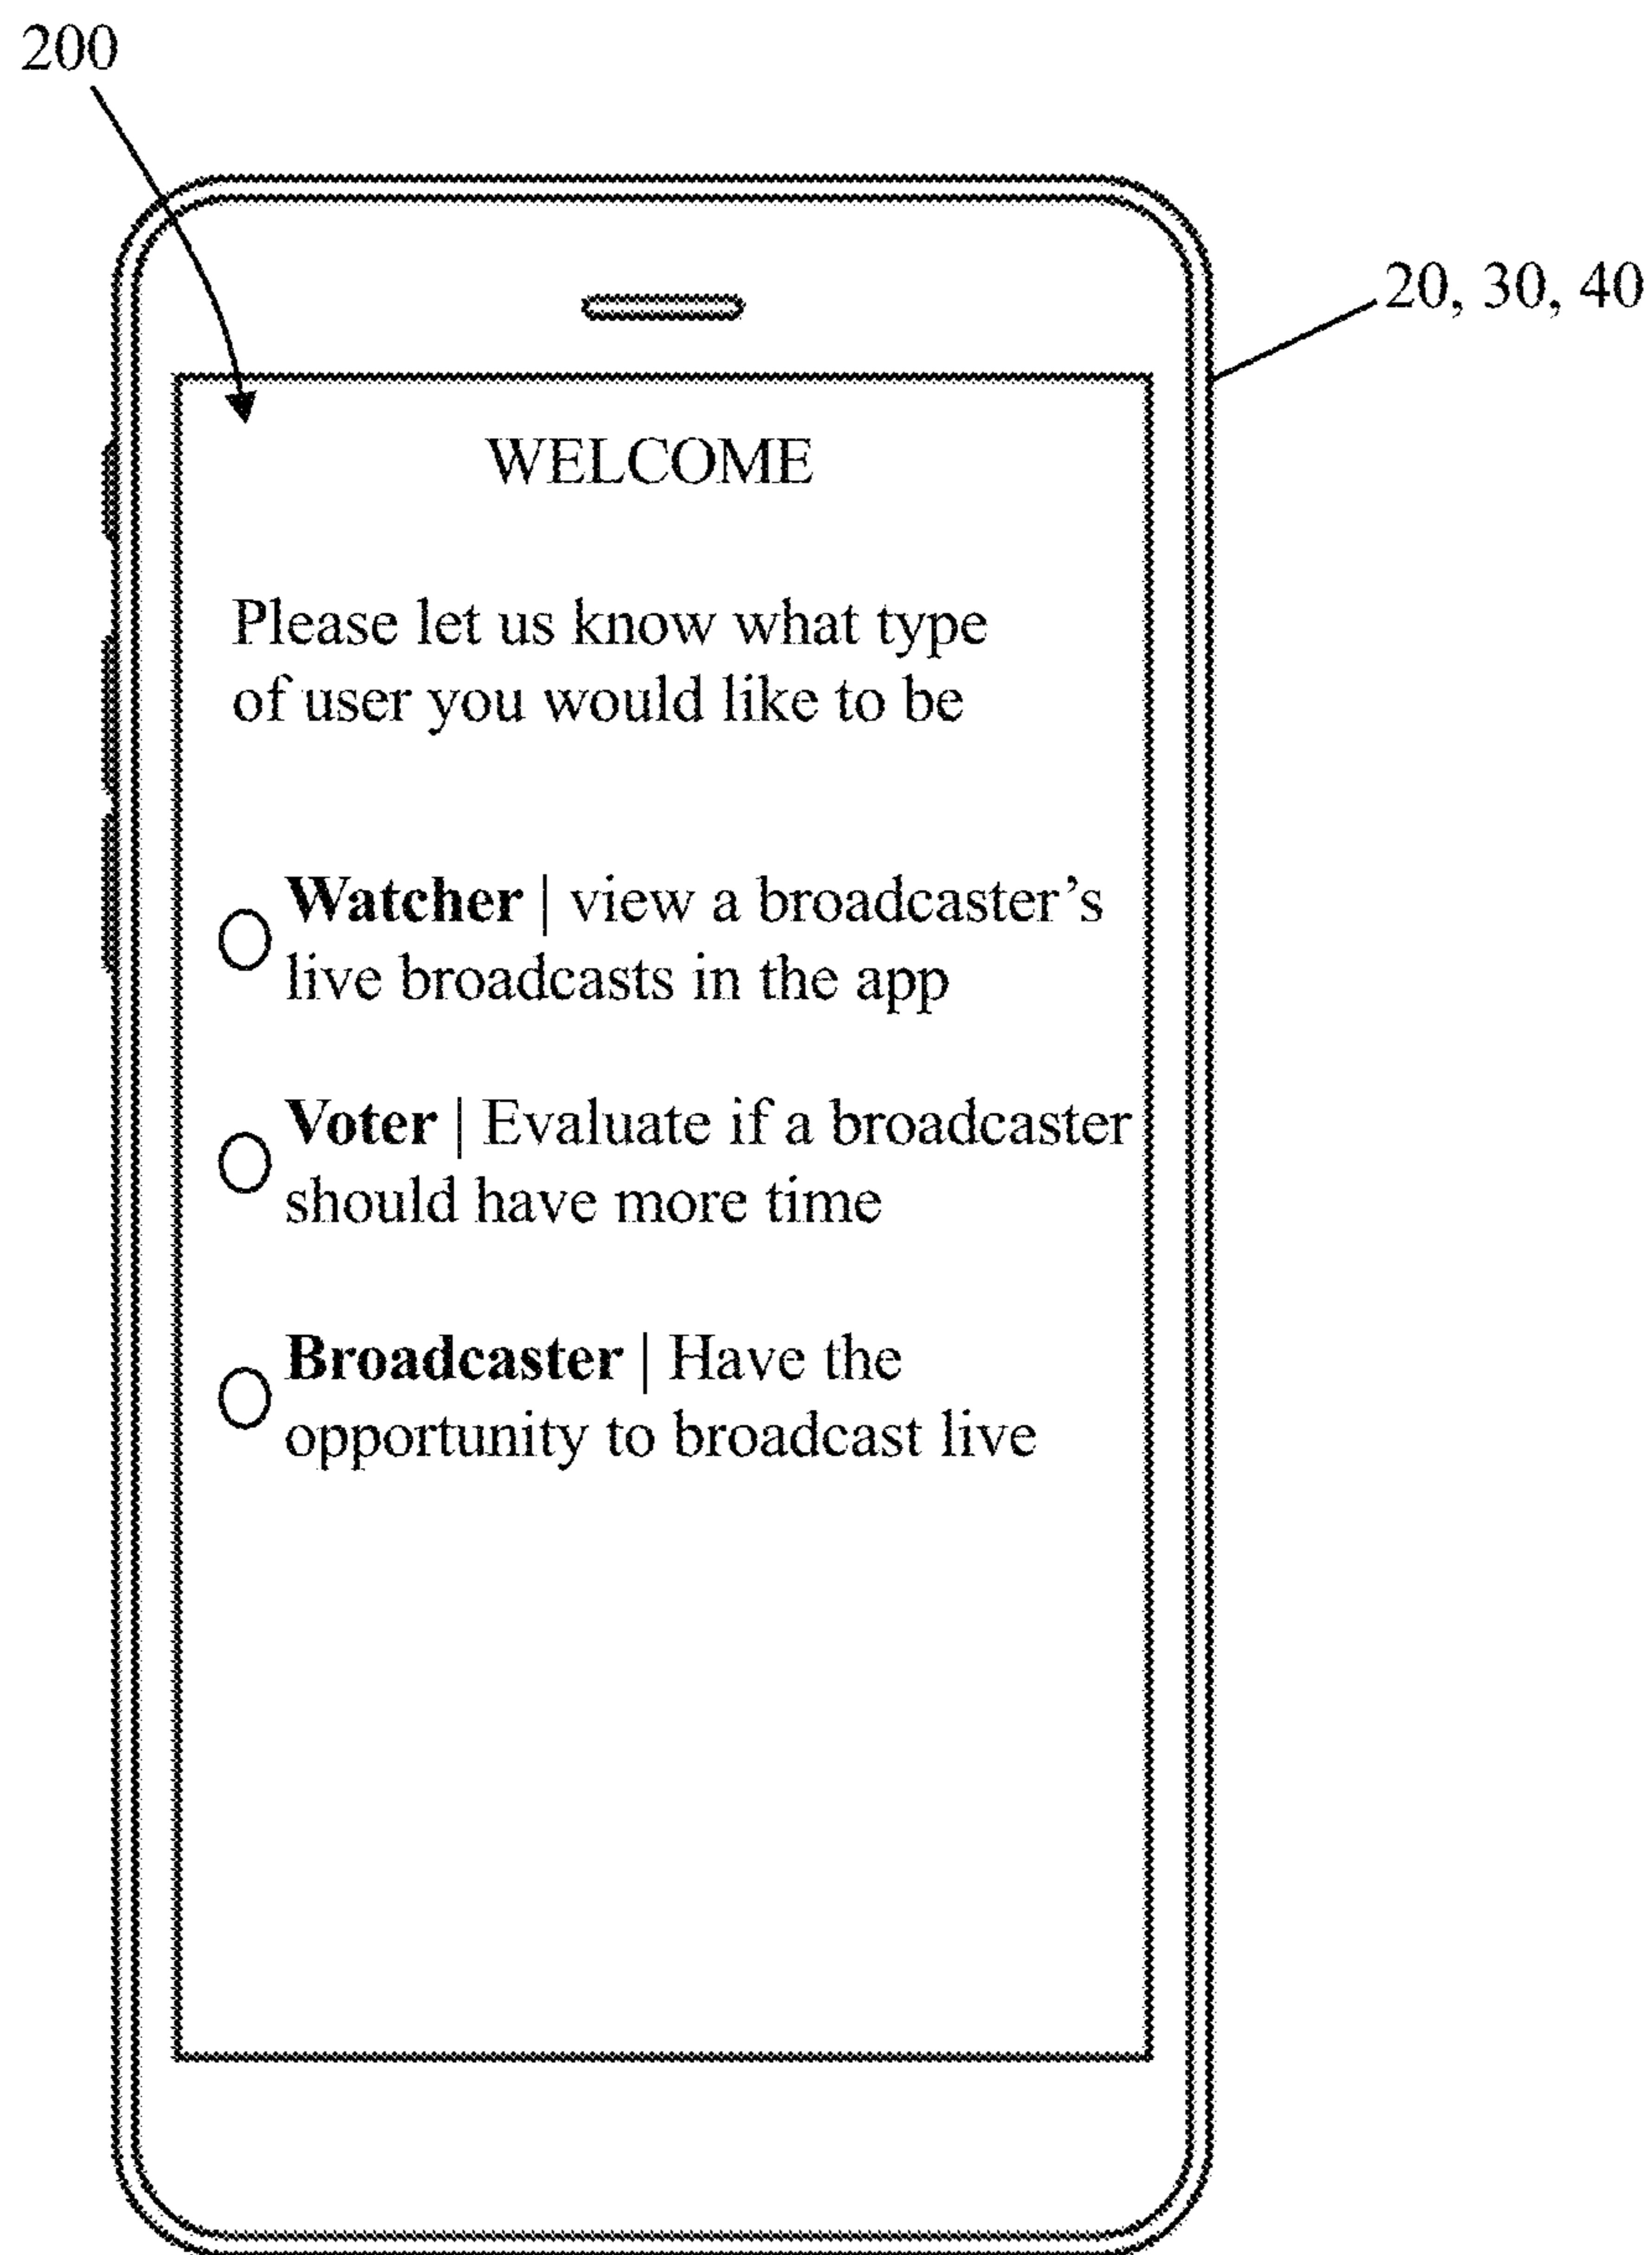 200
20, 30, 40
WELCOME
Please let us know what type
of user you would like to be
Watcher | view a broadcaster’s
live broadcasts in the app
Voter | Evaluate if a broadcaster
should have more time
Broadcaster | Have the
opportunity to broadcast live